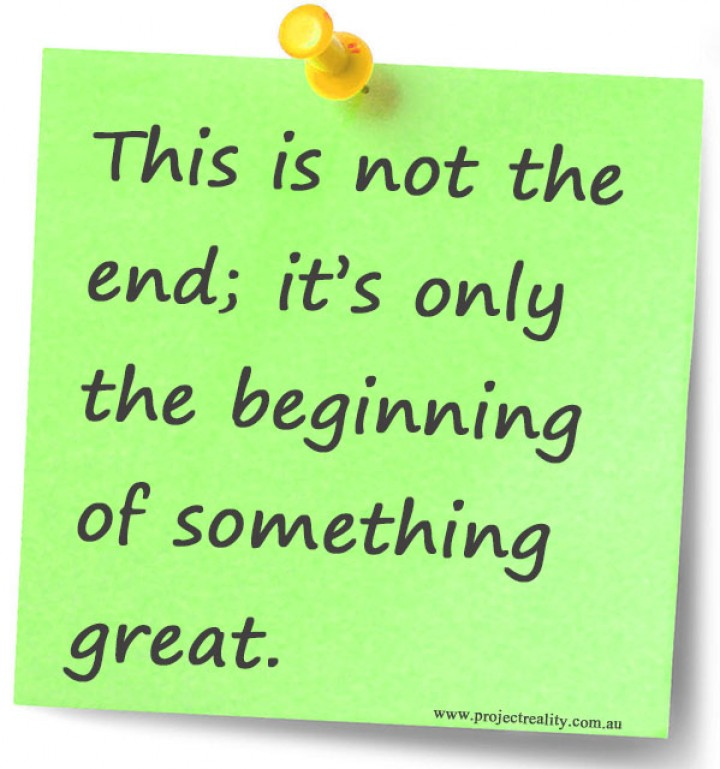 This is not the
end; it's only
the beginning
of something
great.
www.projectreality.com.au